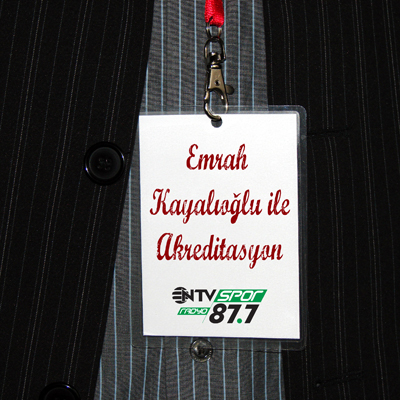 Emrah
Kayalıoğlu ile
Akreditasyon
NTV SPOR
RADYO 87.7